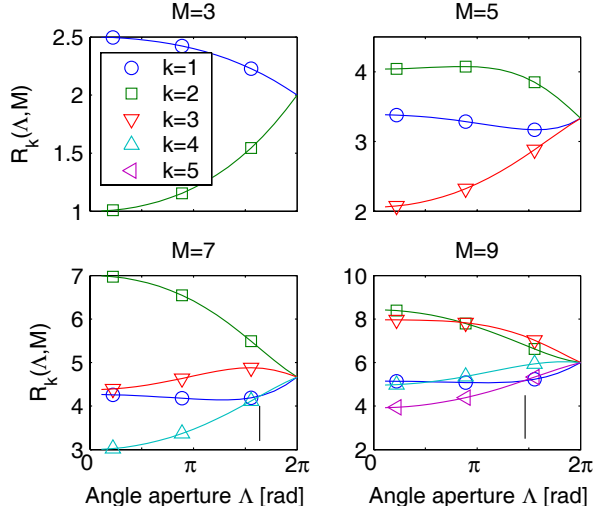 M=3
M=5
R_k(Λ,M)
2.5
2
1.5
1
k=1
k=2
k=3
k=4
k=5
4
3
2
M=7
M=9
R_k(Λ,M)
7
6
5
4
3
0
π
2π
Angle aperture Λ [rad]
10
8
6
4
2
0
π
2π
Angle aperture Λ [rad]